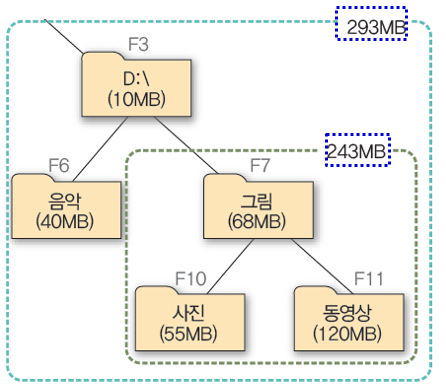 293MB
F3
D:\
(10MB)
243MB
F6
음악
(40MB)
F7
그림
(68MB)
F10
사진
(55MB)
F11
동영상
(120MB)